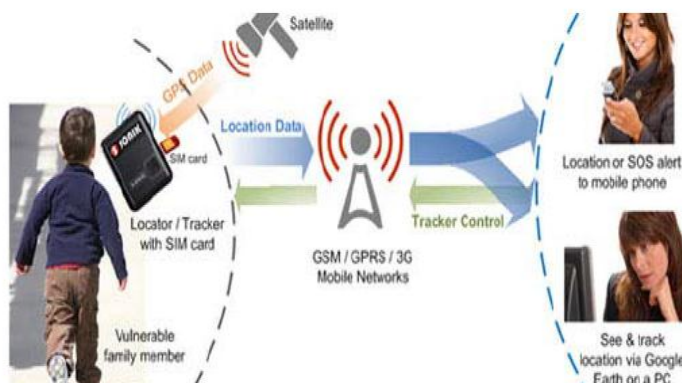 Satellite
GPS Data
IONIK
SIM card
Location Data
Locator / Tracker
with SIM card
GSM / GPRS / 3G
Mobile Networks
Tracker Control
Vulnerable
family member
Location or SOS alert
to mobile phone
See & track
location via Google
Earth on a PC